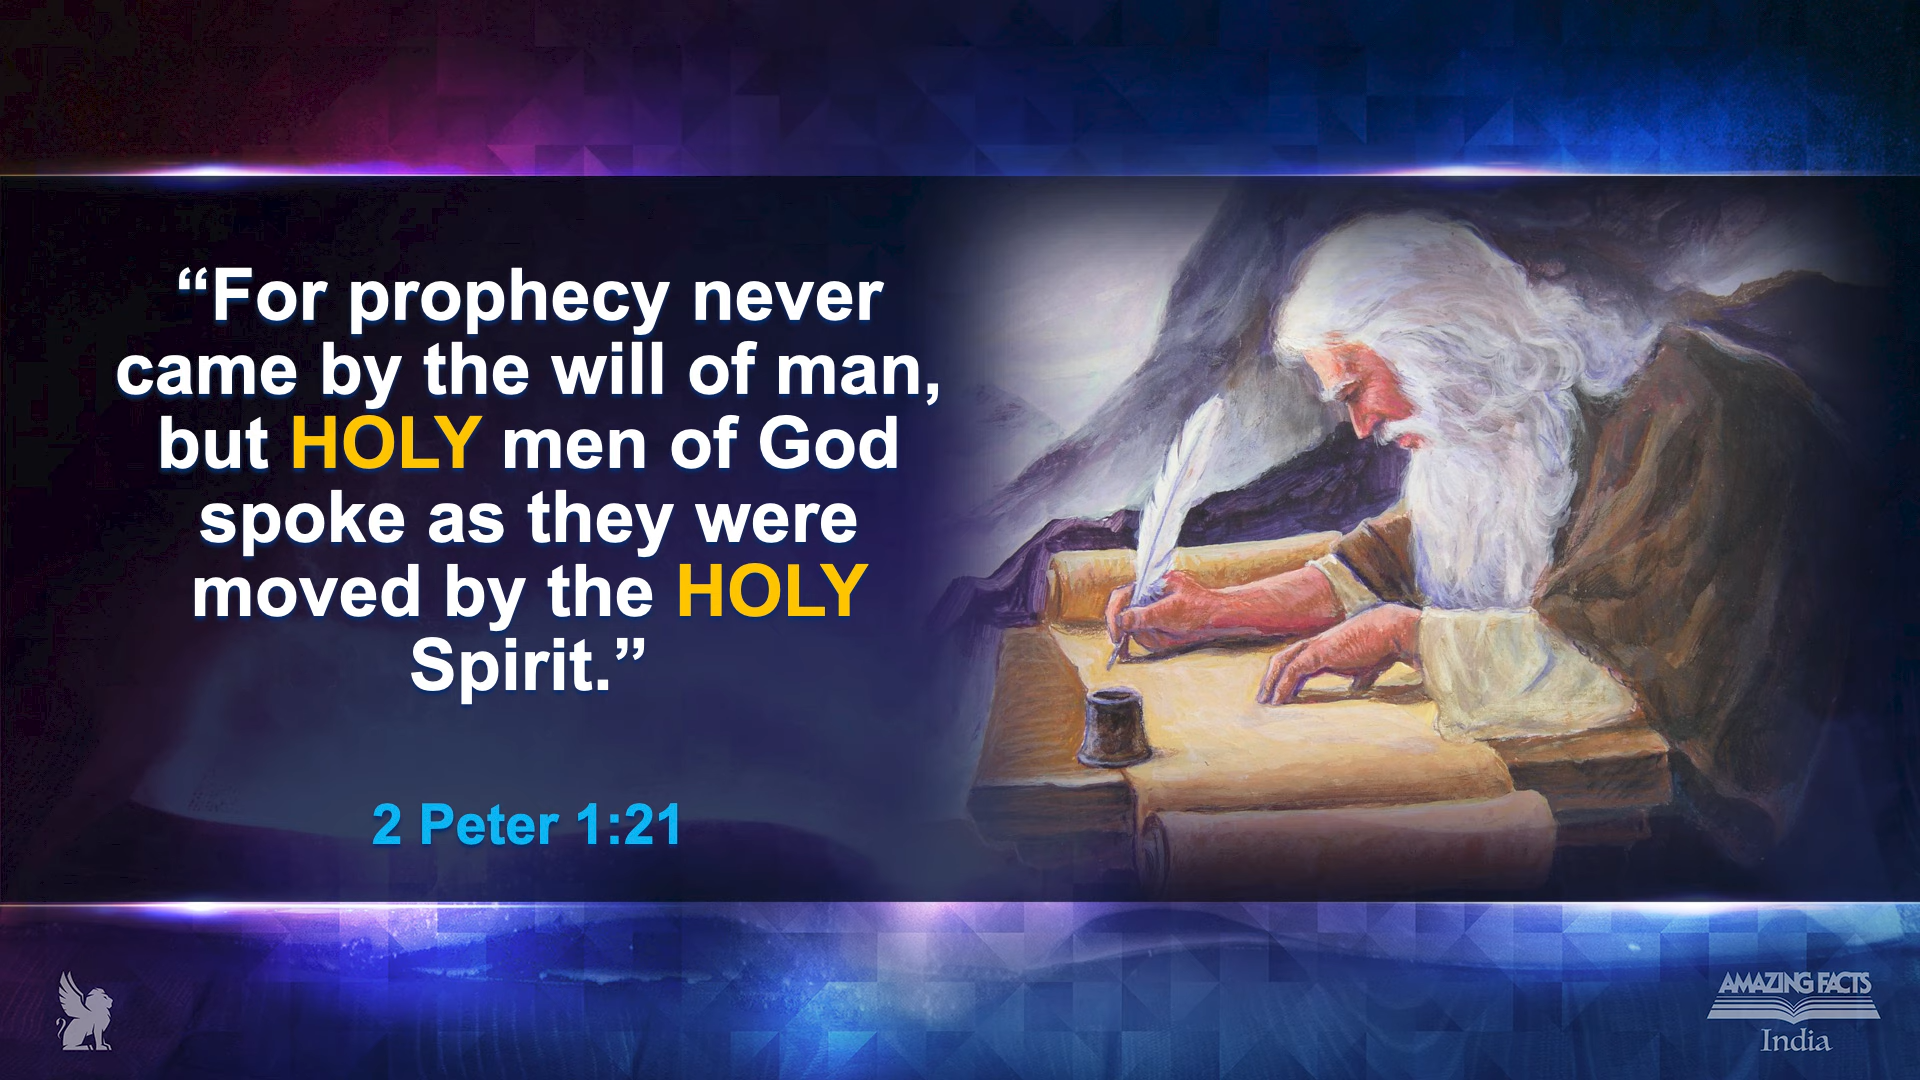 “For prophecy never
came by the will of man,
but HOLY men of God
spoke as they were
moved by the HOLY
Spirit.”
2 Peter 1:21
AMAZING FACTS
India